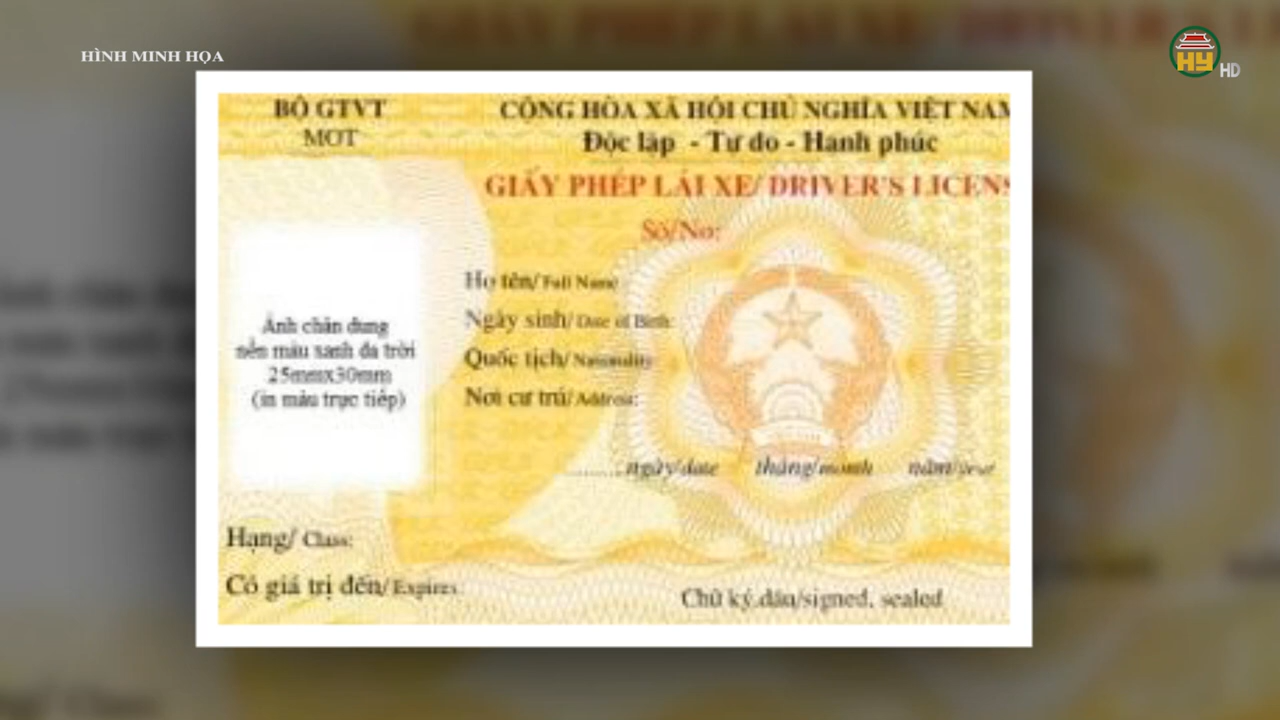 HÌNH MINH HỌA
HY HD
BỘ GTVT
MOT
CỘNG HÒA XÃ HỘI CHỦ NGHĨA VIỆT NAM
Độc lập - Tự do - Hạnh phúc
GIẤY PHÉP LÁI XE/ DRIVER'S LICENS
Số/No:
Họ tên/ Full Name
Ngày sinh/ Date of Birth:
Quốc tịch/ Nationality
Nơi cư trú/ Address:
Ảnh chân dung
nền màu xanh da trời
25mmx30mm
(in màu trực tiếp)
.........ngày/date tháng/month năm/year
Hạng/ Class:
Có giá trị đến/ Expires:
Chữ ký,dấu/signed, sealed